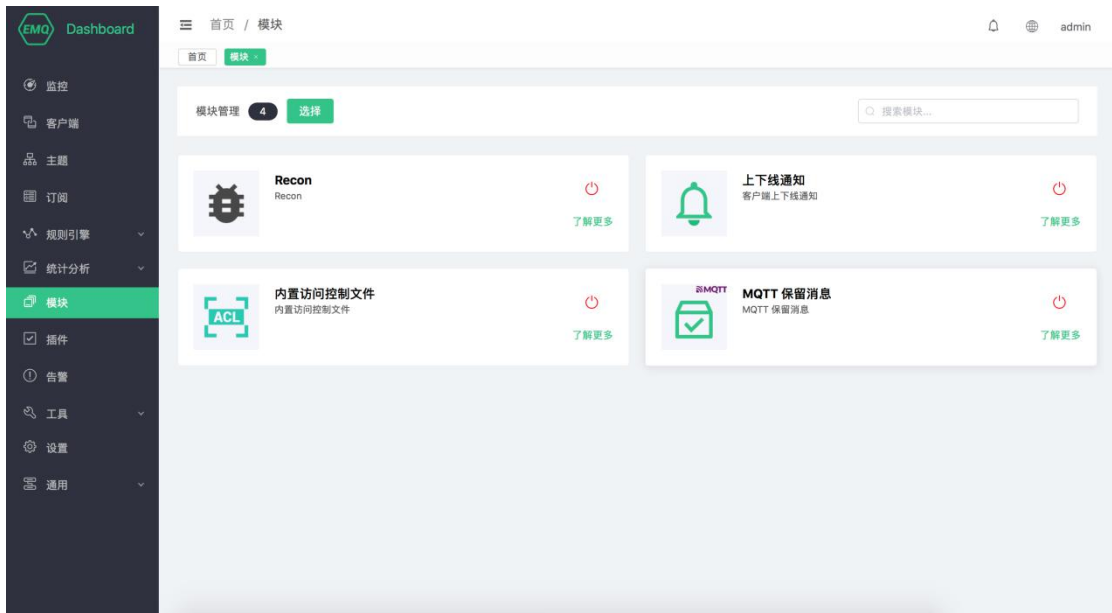 EMQ Dashboard
首页 / 模块
admin
首页 模块 ×
监控
客户端
主题
订阅
规则引擎
统计分析
模块
插件
告警
工具
设置
通用
模块管理 4 选择
搜索模块...
Recon
Recon
了解更多
上下线通知
客户端上下线通知
了解更多
ACL
内置访问控制文件
内置访问控制文件
了解更多
MQTT
MQTT 保留消息
MQTT 保留消息
了解更多